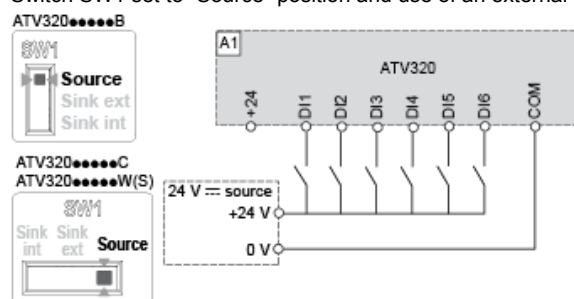 Switch SW1 set to "Source" position and use of an external
ATV320●●●●●B
SW1
Source
Sink ext
Sink int
ATV320●●●●●C
ATV320●●●●●W(S)
SW1
Sink int
Sink ext
Source
A1
ATV320
+24
DI1
DI2
DI3
DI4
DI5
DI6
COM
24 V ⎓ source
+24 V
0 V